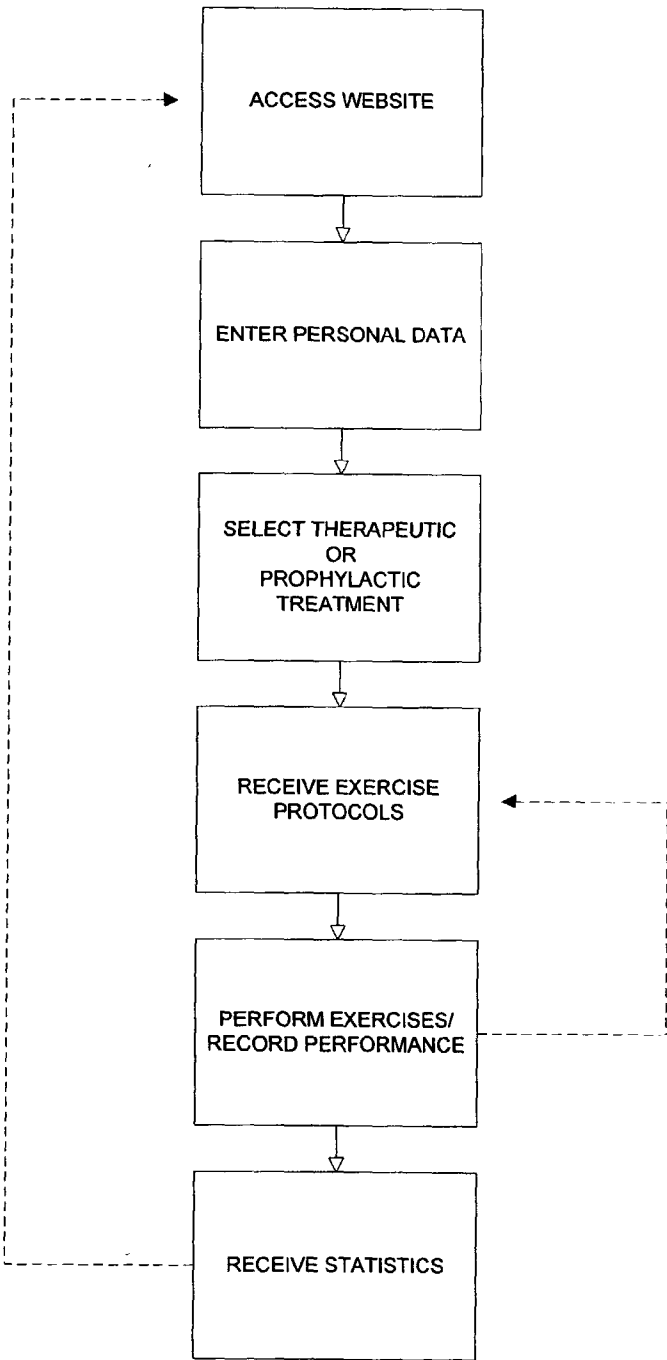 ACCESS WEBSITE
ENTER PERSONAL DATA
SELECT THERAPEUTIC
OR
PROPHYLACTIC
TREATMENT
RECEIVE EXERCISE
PROTOCOLS
PERFORM EXERCISES/
RECORD PERFORMANCE
RECEIVE STATISTICS